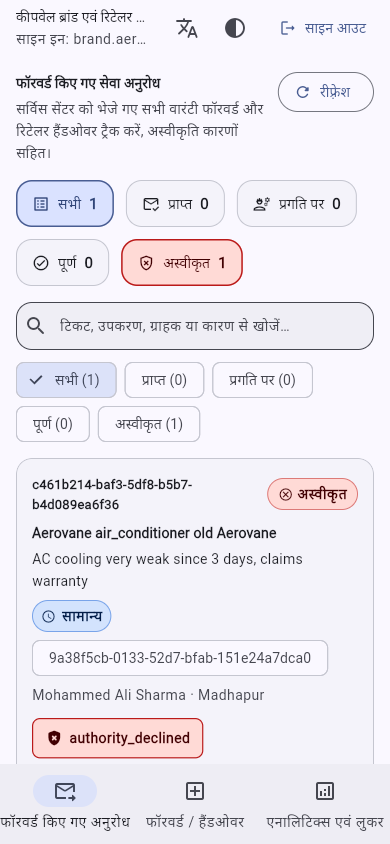 कीपवेल ब्रांड एवं रिटेलर ...
साइन इन: brand.aer...
साइन आउट
फॉरवर्ड किए गए सेवा अनुरोध
सर्विस सेंटर को भेजे गए सभी वारंटी फॉरवर्ड और
रिटेलर हैंडओवर ट्रैक करें, अस्वीकृति कारणों
सहित।
रीफ़्रेश
सभी 1
प्राप्त 0
प्रगति पर 0
पूर्ण 0
अस्वीकृत 1
टिकट, उपकरण, ग्राहक या कारण से खोजें...
सभी (1)
प्राप्त (0)
प्रगति पर (0)
पूर्ण (0)
अस्वीकृत (1)
c461b214-baf3-5df8-b5b7-
b4d089ea6f36
अस्वीकृत
Aerovane air_conditioner old Aerovane
AC cooling very weak since 3 days, claims
warranty
सामान्य
9a38f5cb-0133-52d7-bfab-151e24a7dca0
Mohammed Ali Sharma · Madhapur
authority_declined
फॉरवर्ड किए गए अनुरोध
फॉरवर्ड / हैंडओवर
एनालिटिक्स एवं लुकर